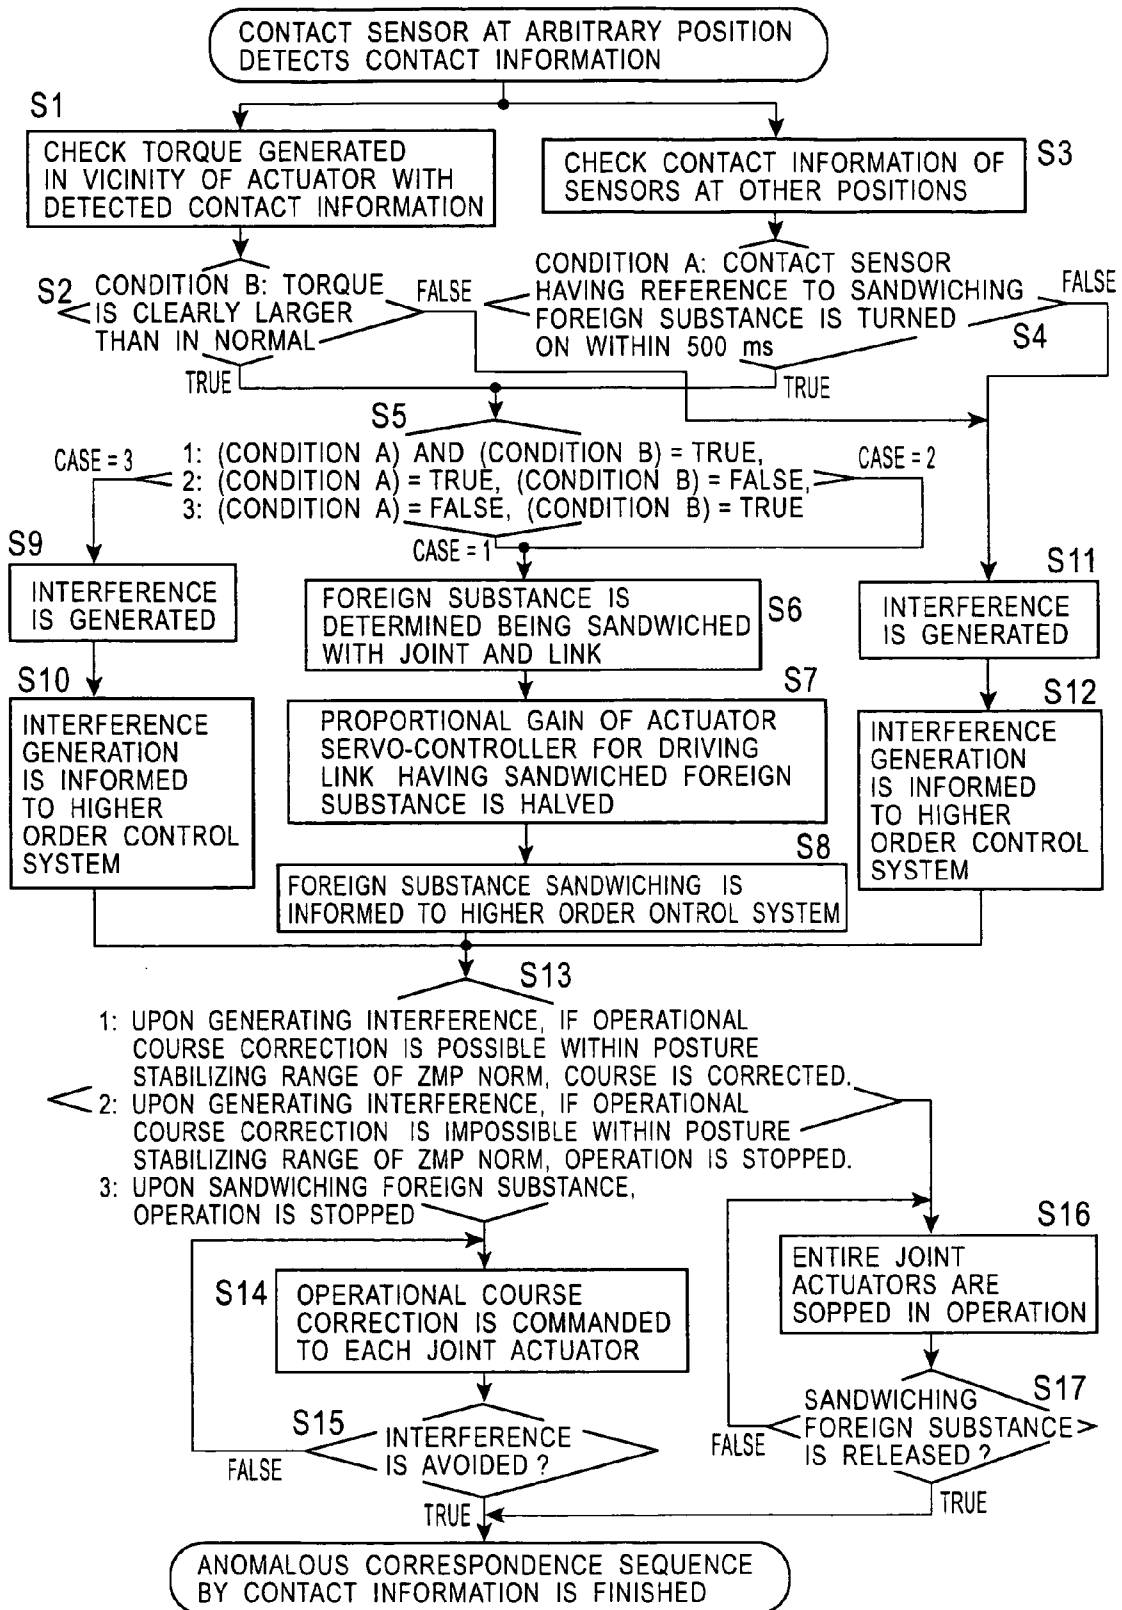 CONTACT SENSOR AT ARBITRARY POSITION
DETECTS CONTACT INFORMATION
S1
CHECK TORQUE GENERATED
IN VICINITY OF ACTUATOR WITH
DETECTED CONTACT INFORMATION
S3
CHECK CONTACT INFORMATION OF
SENSORS AT OTHER POSITIONS
S2
CONDITION B: TORQUE
IS CLEARLY LARGER
THAN IN NORMAL
FALSE
TRUE
CONDITION A: CONTACT SENSOR
HAVING REFERENCE TO SANDWICHING
FOREIGN SUBSTANCE IS TURNED
ON WITHIN 500 ms
FALSE
S4
TRUE
S5
CASE = 3
1: (CONDITION A) AND (CONDITION B) = TRUE,
2: (CONDITION A) = TRUE, (CONDITION B) = FALSE,
3: (CONDITION A) = FALSE, (CONDITION B) = TRUE
CASE = 2
CASE = 1
S9
INTERFERENCE
IS GENERATED
S10
INTERFERENCE
GENERATION
IS INFORMED
TO HIGHER
ORDER CONTROL
SYSTEM
FOREIGN SUBSTANCE IS
DETERMINED BEING SANDWICHED
WITH JOINT AND LINK
S6
S7
PROPORTIONAL GAIN OF ACTUATOR
SERVO-CONTROLLER FOR DRIVING
LINK HAVING SANDWICHED FOREIGN
SUBSTANCE IS HALVED
S8
FOREIGN SUBSTANCE SANDWICHING IS
INFORMED TO HIGHER ORDER ONTROL SYSTEM
S11
INTERFERENCE
IS GENERATED
S12
INTERFERENCE
GENERATION
IS INFORMED
TO HIGHER
ORDER CONTROL
SYSTEM
S13
1: UPON GENERATING INTERFERENCE, IF OPERATIONAL
COURSE CORRECTION IS POSSIBLE WITHIN POSTURE
STABILIZING RANGE OF ZMP NORM, COURSE IS CORRECTED.
2: UPON GENERATING INTERFERENCE, IF OPERATIONAL
COURSE CORRECTION IS IMPOSSIBLE WITHIN POSTURE
STABILIZING RANGE OF ZMP NORM, OPERATION IS STOPPED.
3: UPON SANDWICHING FOREIGN SUBSTANCE,
OPERATION IS STOPPED
S14
OPERATIONAL COURSE
CORRECTION IS COMMANDED
TO EACH JOINT ACTUATOR
S15
INTERFERENCE
IS AVOIDED ?
FALSE
TRUE
S16
ENTIRE JOINT
ACTUATORS ARE
SOPPED IN OPERATION
S17
SANDWICHING
FOREIGN SUBSTANCE
IS RELEASED ?
FALSE
TRUE
ANOMALOUS CORRESPONDENCE SEQUENCE
BY CONTACT INFORMATION IS FINISHED